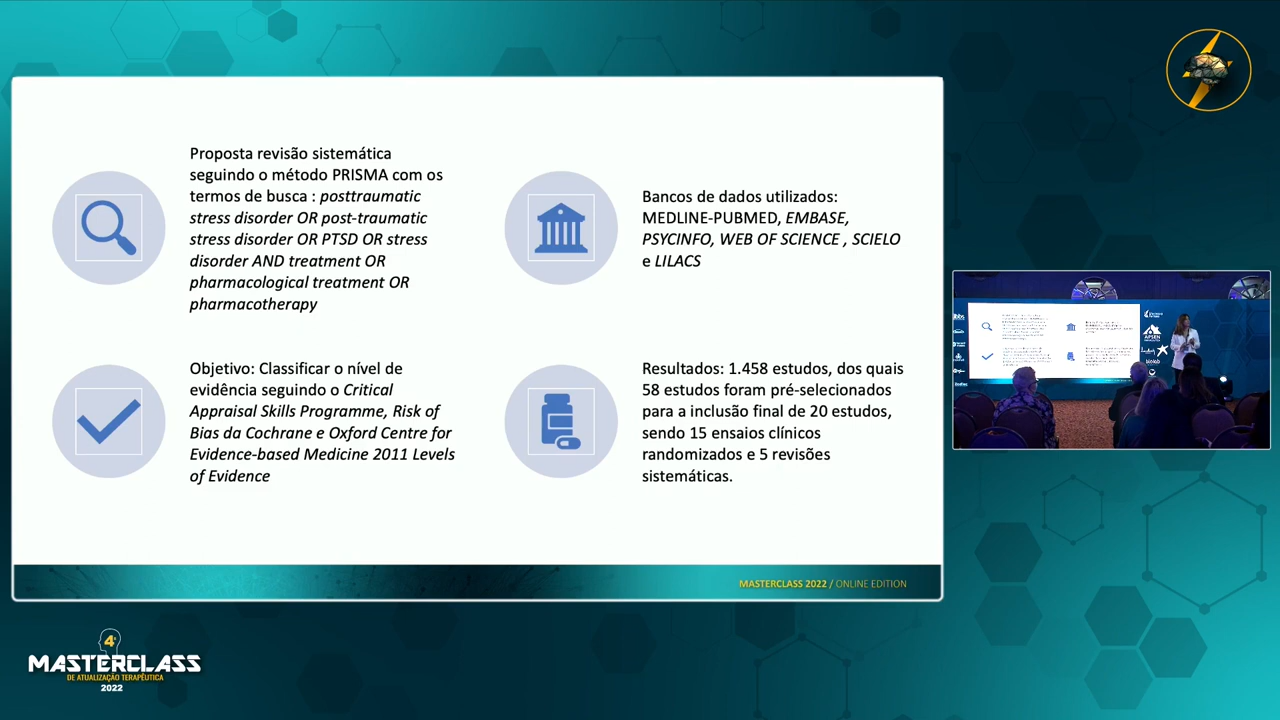 Proposta revisão sistemática
seguindo o método PRISMA com os
termos de busca : posttraumatic
stress disorder OR post-traumatic
stress disorder OR PTSD OR stress
disorder AND treatment OR
pharmacological treatment OR
pharmacotherapy
Bancos de dados utilizados:
MEDLINE-PUBMED, EMBASE,
PSYCINFO, WEB OF SCIENCE , SCIELO
e LILACS
Objetivo: Classificar o nível de
evidência seguindo o Critical
Appraisal Skills Programme, Risk of
Bias da Cochrane e Oxford Centre for
Evidence-based Medicine 2011 Levels
of Evidence
Resultados: 1.458 estudos, dos quais
58 estudos foram pré-selecionados
para a inclusão final de 20 estudos,
sendo 15 ensaios clínicos
randomizados e 5 revisões
sistemáticas.
MASTERCLASS 2022 / ONLINE EDITION
APSEN
4ª
MASTERCLASS
DE ATUALIZAÇÃO TERAPÊUTICA
2022